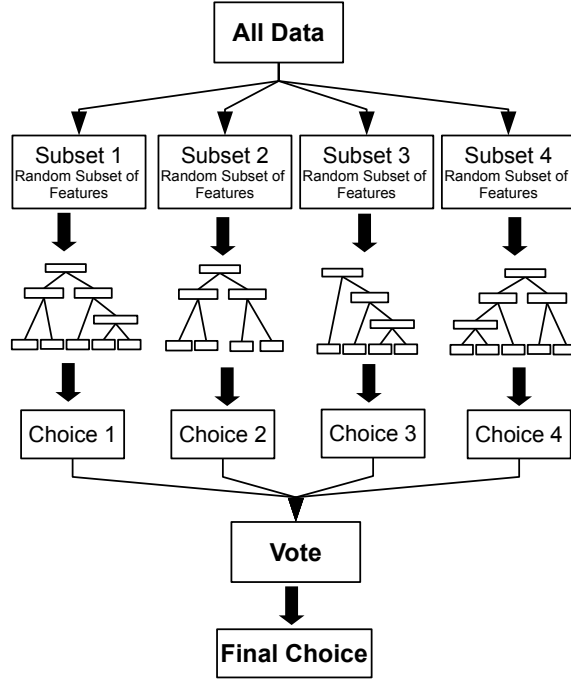 All Data
Subset 1
Random Subset of
Features
Subset 2
Random Subset of
Features
Subset 3
Random Subset of
Features
Subset 4
Random Subset of
Features
Choice 1
Choice 2
Choice 3
Choice 4
Vote
Final Choice